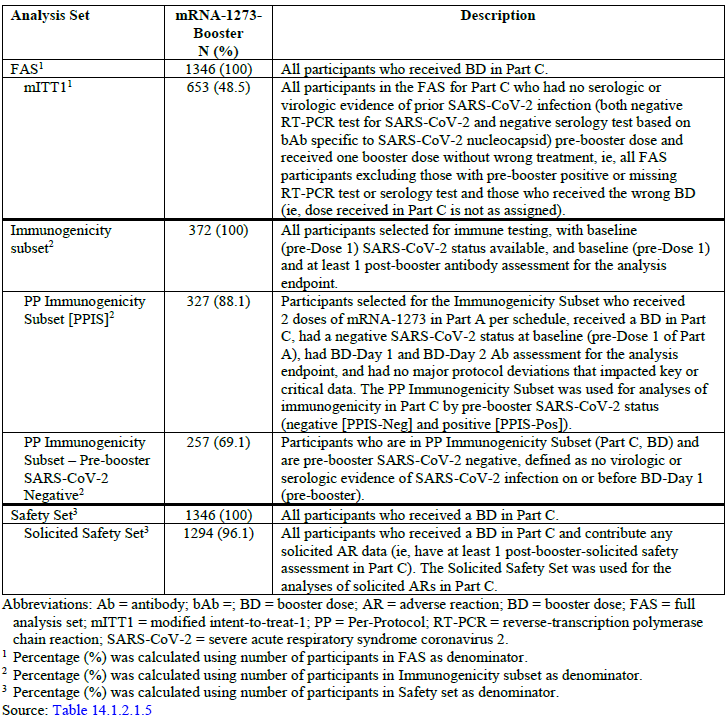 Analysis Set mRNA-1273-Booster N (%) Description
FAS1 1346 (100) All participants who received BD in Part C.
mITT1¹ 653 (48.5) All participants in the FAS for Part C who had no serologic or
virologic evidence of prior SARS-CoV-2 infection (both negative
RT-PCR test for SARS-CoV-2 and negative serology test based on
bAb specific to SARS-CoV-2 nucleocapsid) pre-booster dose and
received one booster dose without wrong treatment, ie, all FAS
participants excluding those with pre-booster positive or missing
RT-PCR test or serology test and those who received the wrong BD
(ie, dose received in Part C is not as assigned).
Immunogenicity 372 (100) All participants selected for immune testing, with baseline
subset² (pre-Dose 1) SARS-CoV-2 status available, and baseline (pre-Dose 1)
and at least 1 post-booster antibody assessment for the analysis
endpoint.
PP Immunogenicity 327 (88.1) Participants selected for the Immunogenicity Subset who received
Subset [PPIS]² 2 doses of mRNA-1273 in Part A per schedule, received a BD in Part
C, had a negative SARS-CoV-2 status at baseline (pre-Dose 1 of Part
A), had BD-Day 1 and BD-Day 2 Ab assessment for the analysis
endpoint, and had no major protocol deviations that impacted key or
critical data. The PP Immunogenicity Subset was used for analyses of
immunogenicity in Part C by pre-booster SARS-CoV-2 status
(negative [PPIS-Neg] and positive [PPIS-Pos]).
PP Immunogenicity 257 (69.1) Participants who are in PP Immunogenicity Subset (Part C, BD) and
Subset – Pre-booster are pre-booster SARS-CoV-2 negative, defined as no virologic or
SARS-CoV-2 serologic evidence of SARS-CoV-2 infection on or before BD-Day 1
Negative² (pre-booster).
Safety Set³ 1346 (100) All participants who received a BD in Part C.
Solicited Safety Set³ 1294 (96.1) All participants who received a BD in Part C and contribute any
solicited AR data (ie, have at least 1 post-booster-solicited safety
assessment in Part C). The Solicited Safety Set was used for the
analyses of solicited ARs in Part C.
Abbreviations: Ab = antibody; bAb =; BD = booster dose; AR = adverse reaction; BD = booster dose; FAS = full
analysis set; mITT1 = modified intent-to-treat-1; PP = Per-Protocol; RT-PCR = reverse-transcription polymerase
chain reaction; SARS-CoV-2 = severe acute respiratory syndrome coronavirus 2.
¹ Percentage (%) was calculated using number of participants in FAS as denominator.
² Percentage (%) was calculated using number of participants in Immunogenicity subset as denominator.
³ Percentage (%) was calculated using number of participants in Safety set as denominator.
Source: Table 14.1.2.1.5